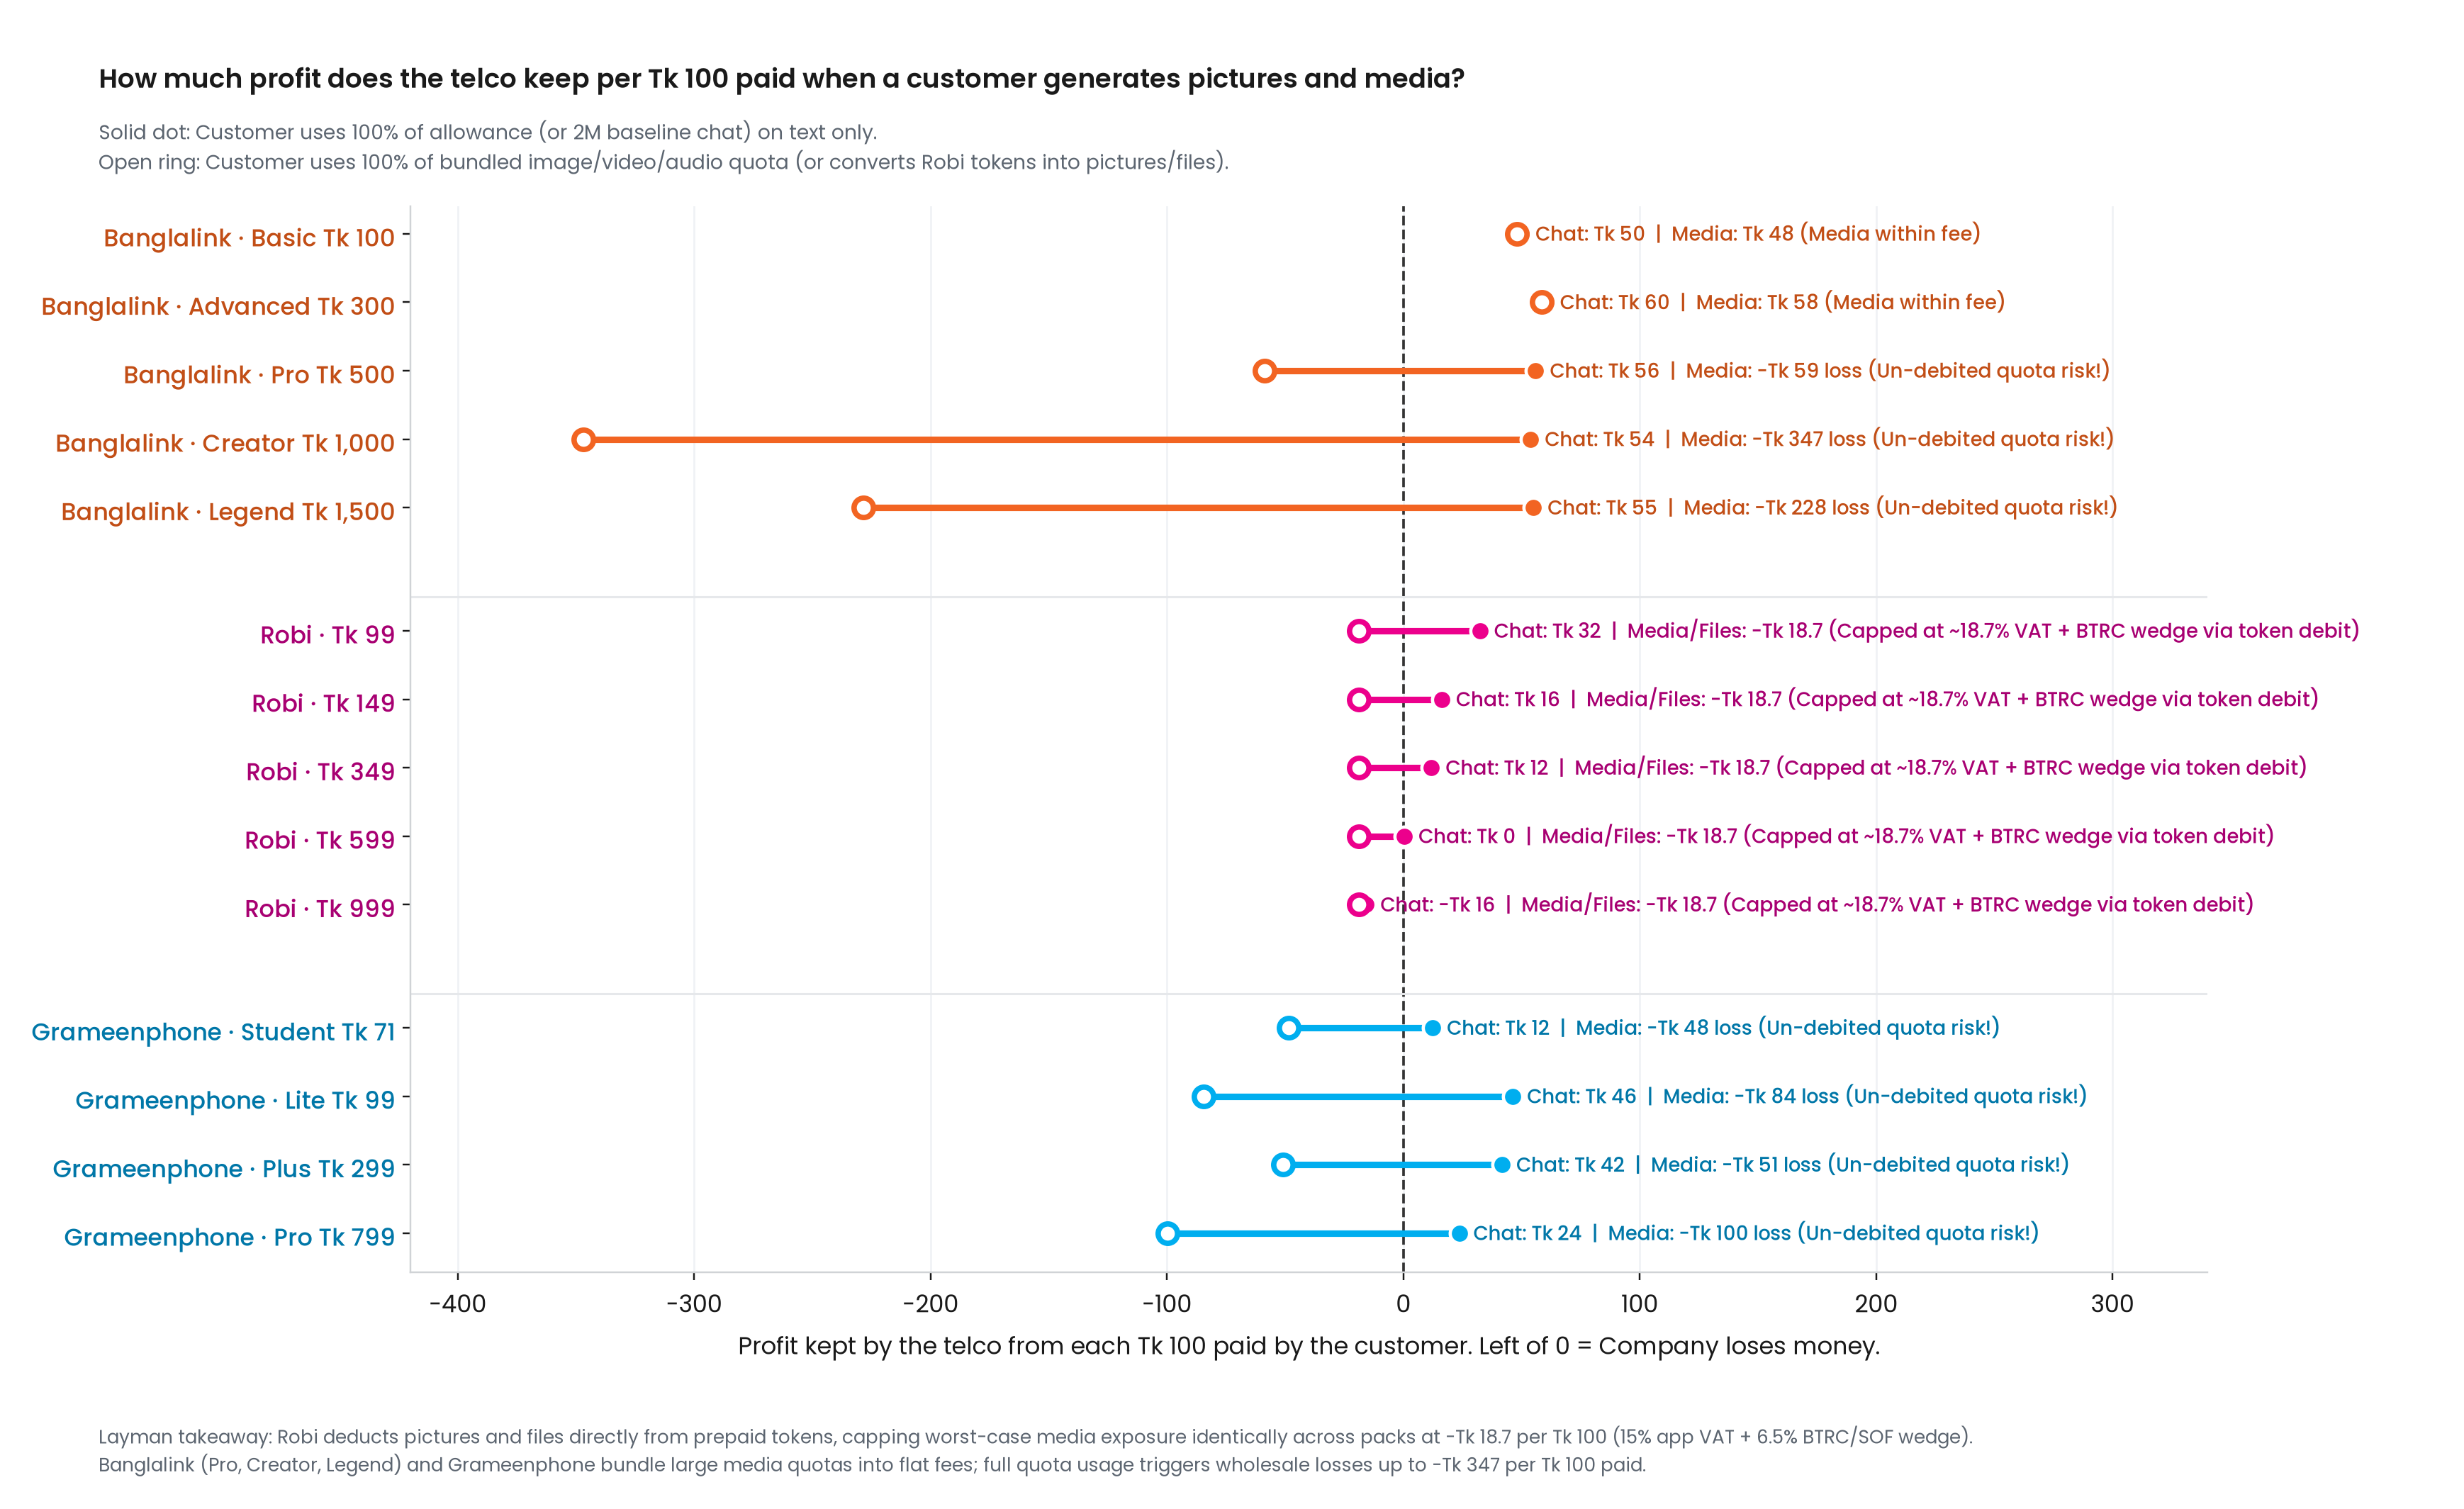 How much profit does the telco keep per Tk 100 paid when a customer generates pictures and media?
Solid dot: Customer uses 100% of allowance (or 2M baseline chat) on text only.
Open ring: Customer uses 100% of bundled image/video/audio quota (or converts Robi tokens into pictures/files).
Banglalink · Basic Tk 100
Chat: Tk 50 | Media: Tk 48 (Media within fee)
Banglalink · Advanced Tk 300
Chat: Tk 60 | Media: Tk 58 (Media within fee)
Banglalink · Pro Tk 500
Chat: Tk 56 | Media: -Tk 59 loss (Un-debited quota risk!)
Banglalink · Creator Tk 1,000
Chat: Tk 54 | Media: -Tk 347 loss (Un-debited quota risk!)
Banglalink · Legend Tk 1,500
Chat: Tk 55 | Media: -Tk 228 loss (Un-debited quota risk!)
Robi · Tk 99
Chat: Tk 32 | Media/Files: -Tk 18.7 (Capped at ~18.7% VAT + BTRC wedge via token debit)
Robi · Tk 149
Chat: Tk 16 | Media/Files: -Tk 18.7 (Capped at ~18.7% VAT + BTRC wedge via token debit)
Robi · Tk 349
Chat: Tk 12 | Media/Files: -Tk 18.7 (Capped at ~18.7% VAT + BTRC wedge via token debit)
Robi · Tk 599
Chat: Tk 0 | Media/Files: -Tk 18.7 (Capped at ~18.7% VAT + BTRC wedge via token debit)
Robi · Tk 999
Chat: -Tk 16 | Media/Files: -Tk 18.7 (Capped at ~18.7% VAT + BTRC wedge via token debit)
Grameenphone · Student Tk 71
Chat: Tk 12 | Media: -Tk 48 loss (Un-debited quota risk!)
Grameenphone · Lite Tk 99
Chat: Tk 46 | Media: -Tk 84 loss (Un-debited quota risk!)
Grameenphone · Plus Tk 299
Chat: Tk 42 | Media: -Tk 51 loss (Un-debited quota risk!)
Grameenphone · Pro Tk 799
Chat: Tk 24 | Media: -Tk 100 loss (Un-debited quota risk!)
-400 -300 -200 -100 0 100 200 300
Profit kept by the telco from each Tk 100 paid by the customer. Left of 0 = Company loses money.
Layman takeaway: Robi deducts pictures and files directly from prepaid tokens, capping worst-case media exposure identically across packs at -Tk 18.7 per Tk 100 (15% app VAT + 6.5% BTRC/SOF wedge).
Banglalink (Pro, Creator, Legend) and Grameenphone bundle large media quotas into flat fees; full quota usage triggers wholesale losses up to -Tk 347 per Tk 100 paid.